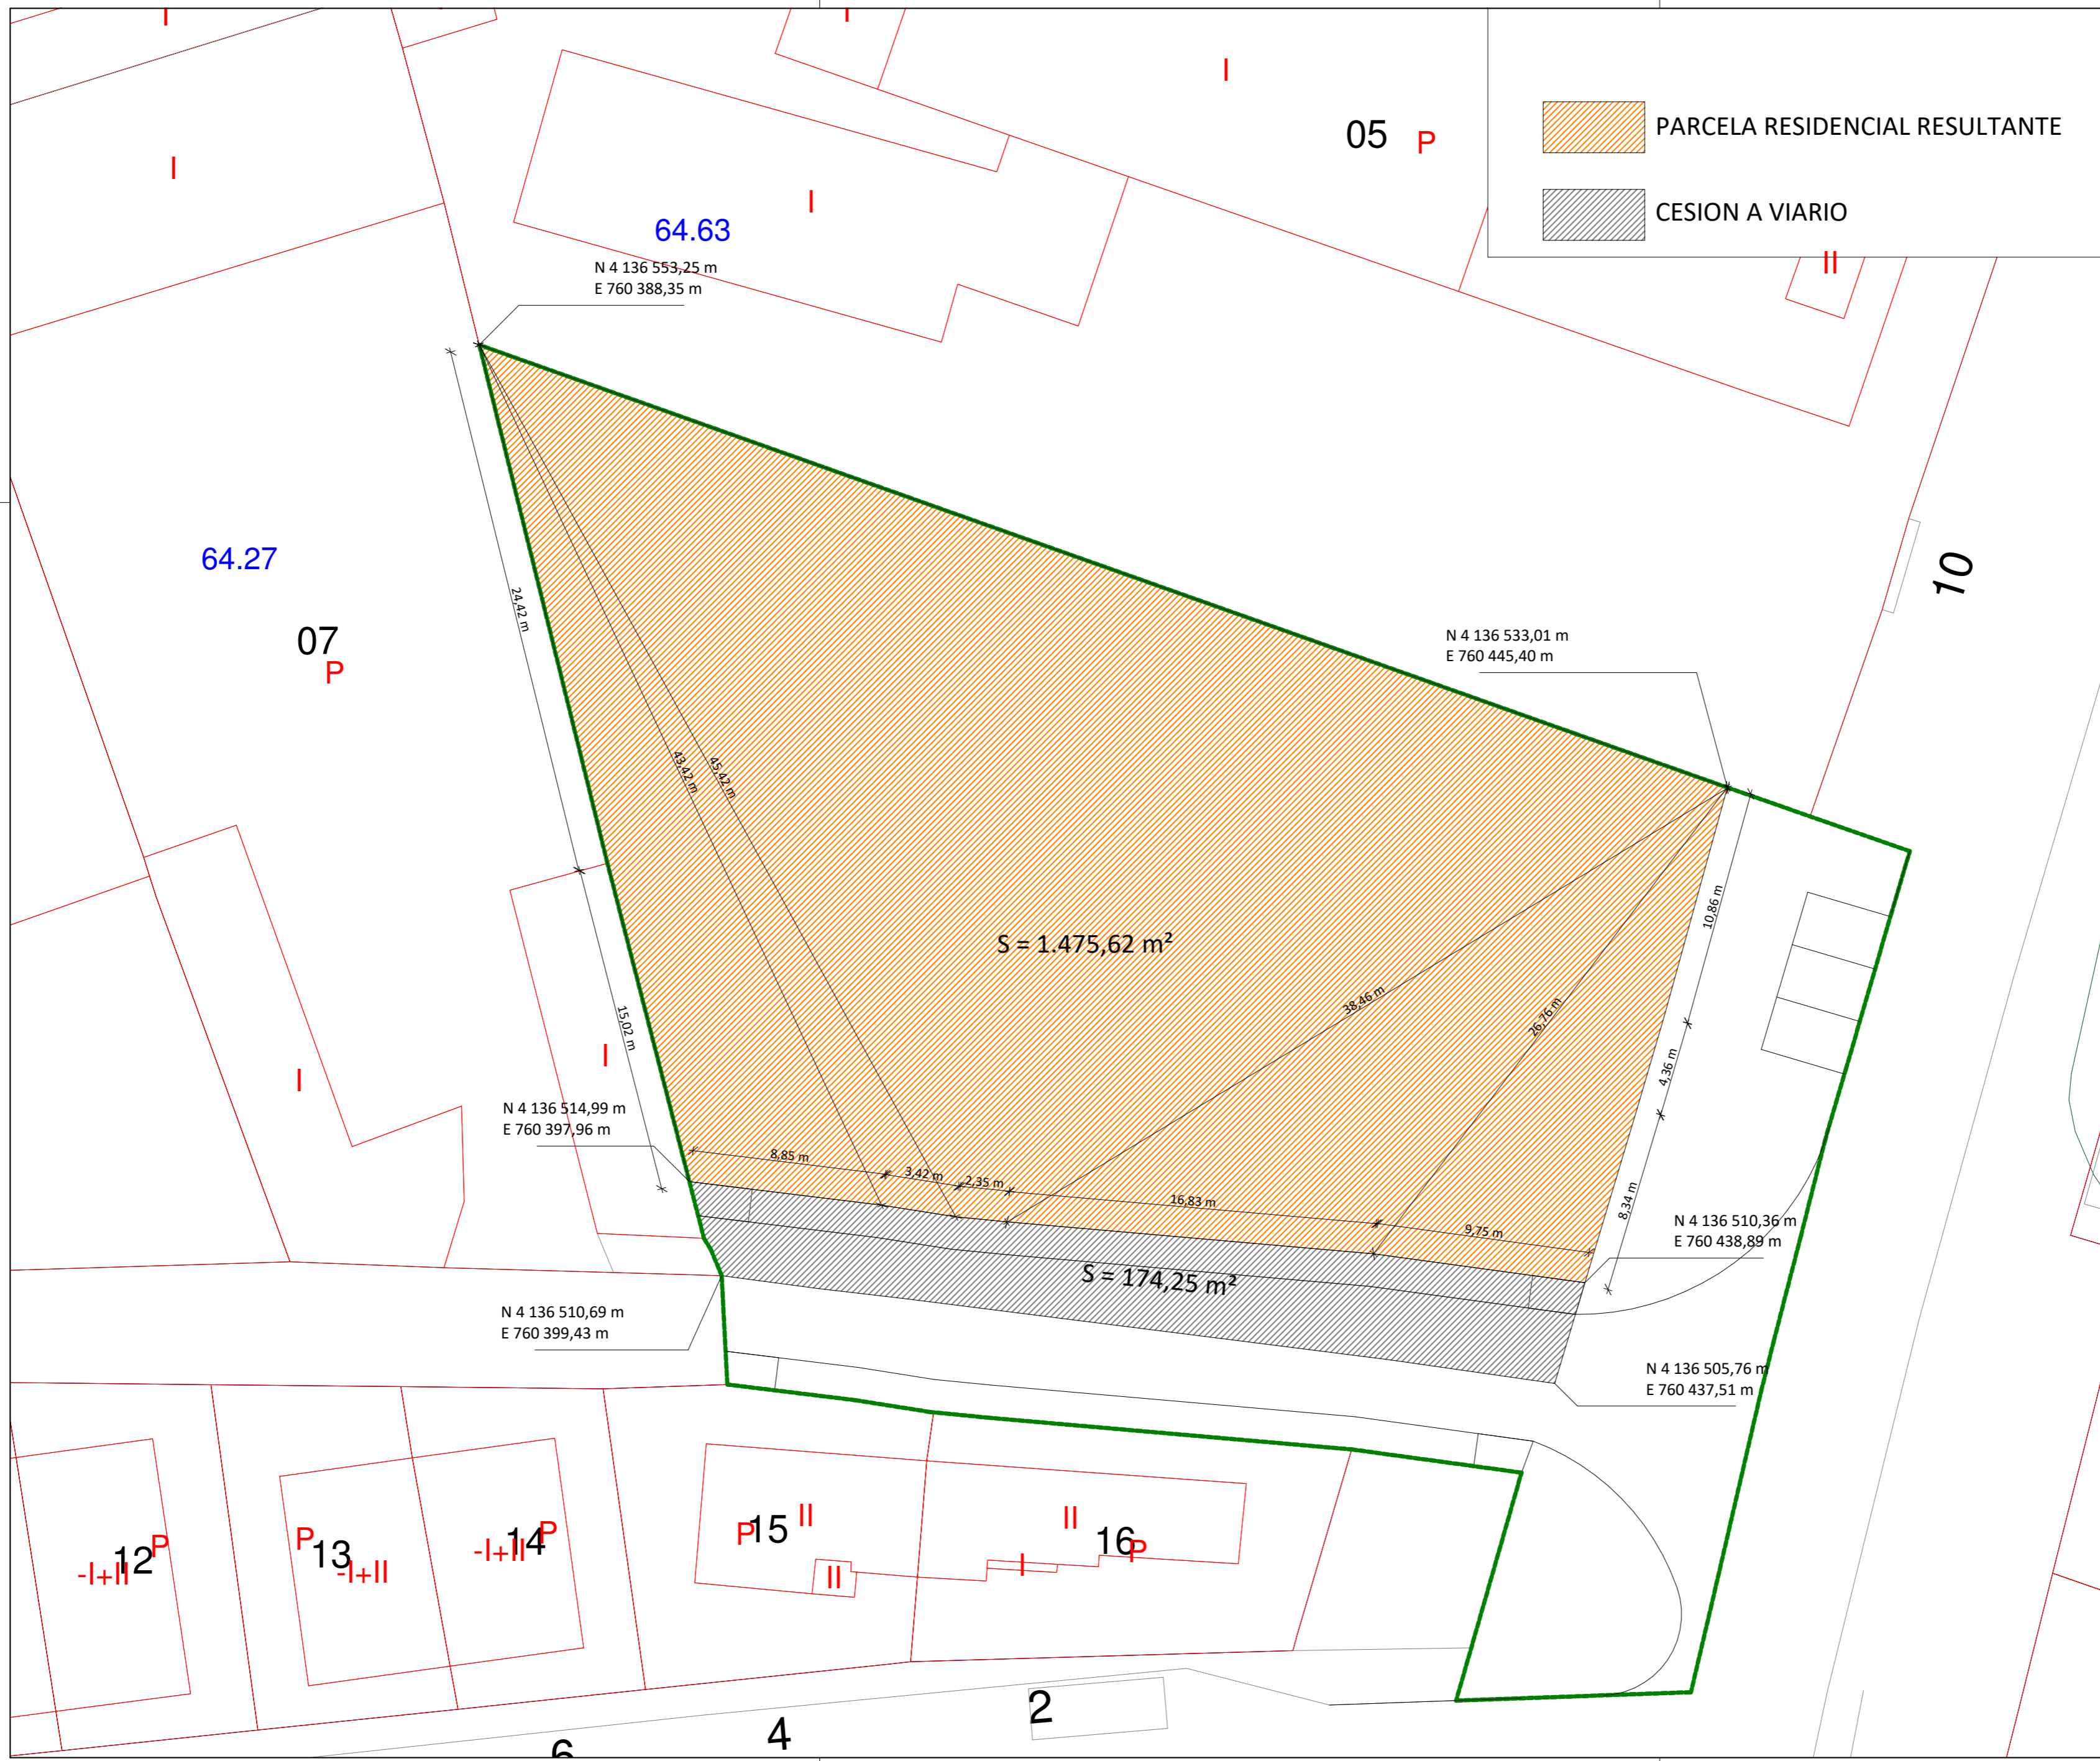 I
I
I
05 P
PARCELA RESIDENCIAL RESULTANTE
CESION A VIARIO
II
I
I
64.63
N 4 136 553,25 m
E 760 388,35 m
64.27
07
P
24,42 m
10
N 4 136 533,01 m
E 760 445,40 m
43,42 m
45,42 m
10,86 m
S = 1.475,62 m²
38,46 m
26,76 m
15,02 m
I
I
4,36 m
N 4 136 514,99 m
E 760 397,96 m
8,85 m
3,42 m
2,35 m
16,83 m
9,75 m
8,34 m
N 4 136 510,36 m
E 760 438,89 m
S = 174,25 m²
N 4 136 510,69 m
E 760 399,43 m
N 4 136 505,76 m
E 760 437,51 m
12 P
-I+II
P 13
-I+II
14 P
-I+II
P 15 II
II
II
16 P
I
2
4
6